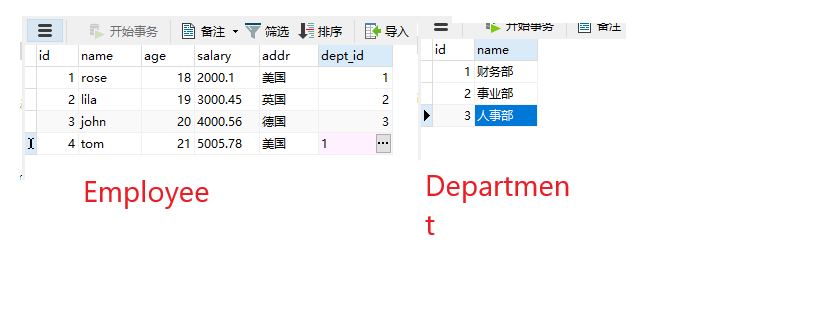 开始事务 备注 筛选 排序 导入
id name age salary addr dept_id
1 rose 18 2000.1 美国 1
2 lila 19 3000.45 英国 2
3 john 20 4000.56 德国 3
4 tom 21 5005.78 美国 1
Employee
开始事务 备注
id name
1 财务部
2 事业部
3 人事部
Departmen
t